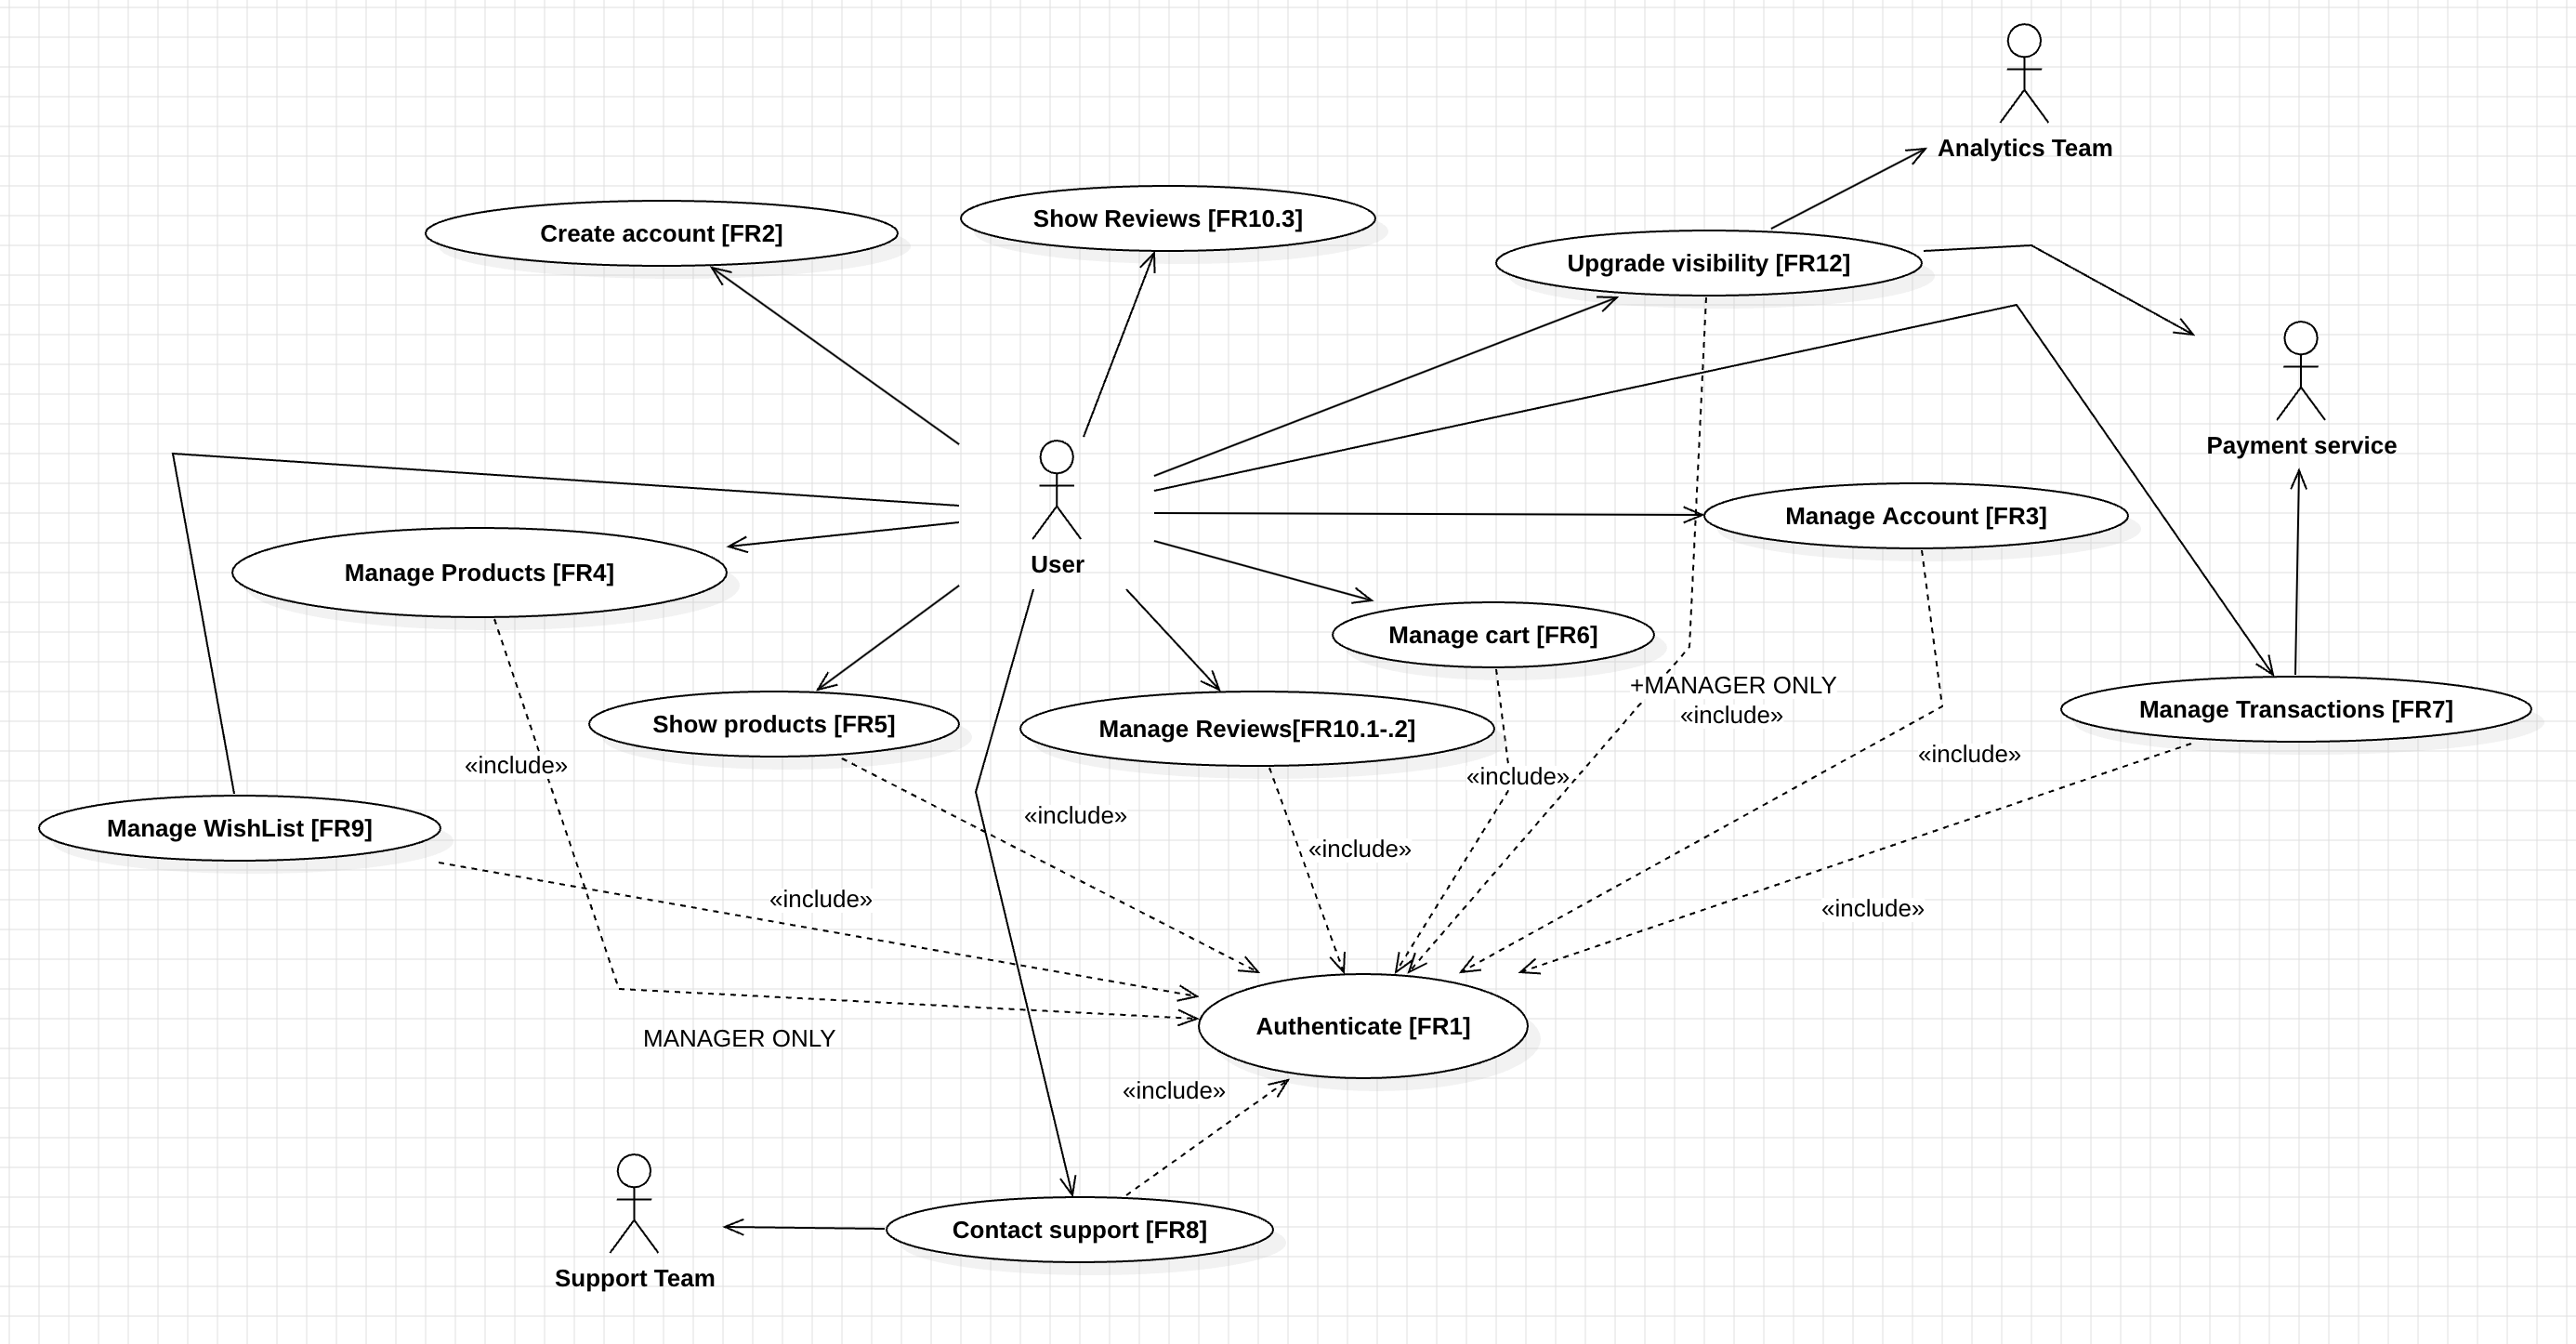 Analytics Team
Show Reviews [FR10.3]
Create account [FR2]
Upgrade visibility [FR12]
Payment service
Manage Account [FR3]
User
Manage Products [FR4]
Manage cart [FR6]
+MANAGER ONLY
«include»
Manage Transactions [FR7]
Show products [FR5]
Manage Reviews[FR10.1-.2]
«include»
«include»
«include»
«include»
Manage WishList [FR9]
«include»
«include»
«include»
Authenticate [FR1]
MANAGER ONLY
«include»
Contact support [FR8]
Support Team